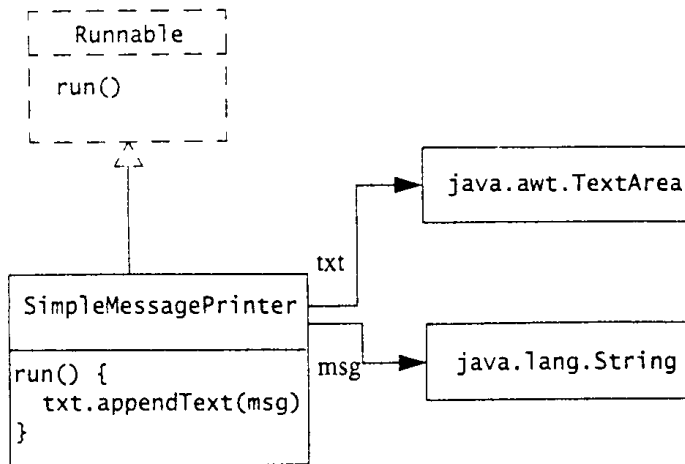 Runnable
run()
java.awt.TextArea
txt
SimpleMessagePrinter
msg
java.lang.String
run() {
txt.appendText(msg)
}